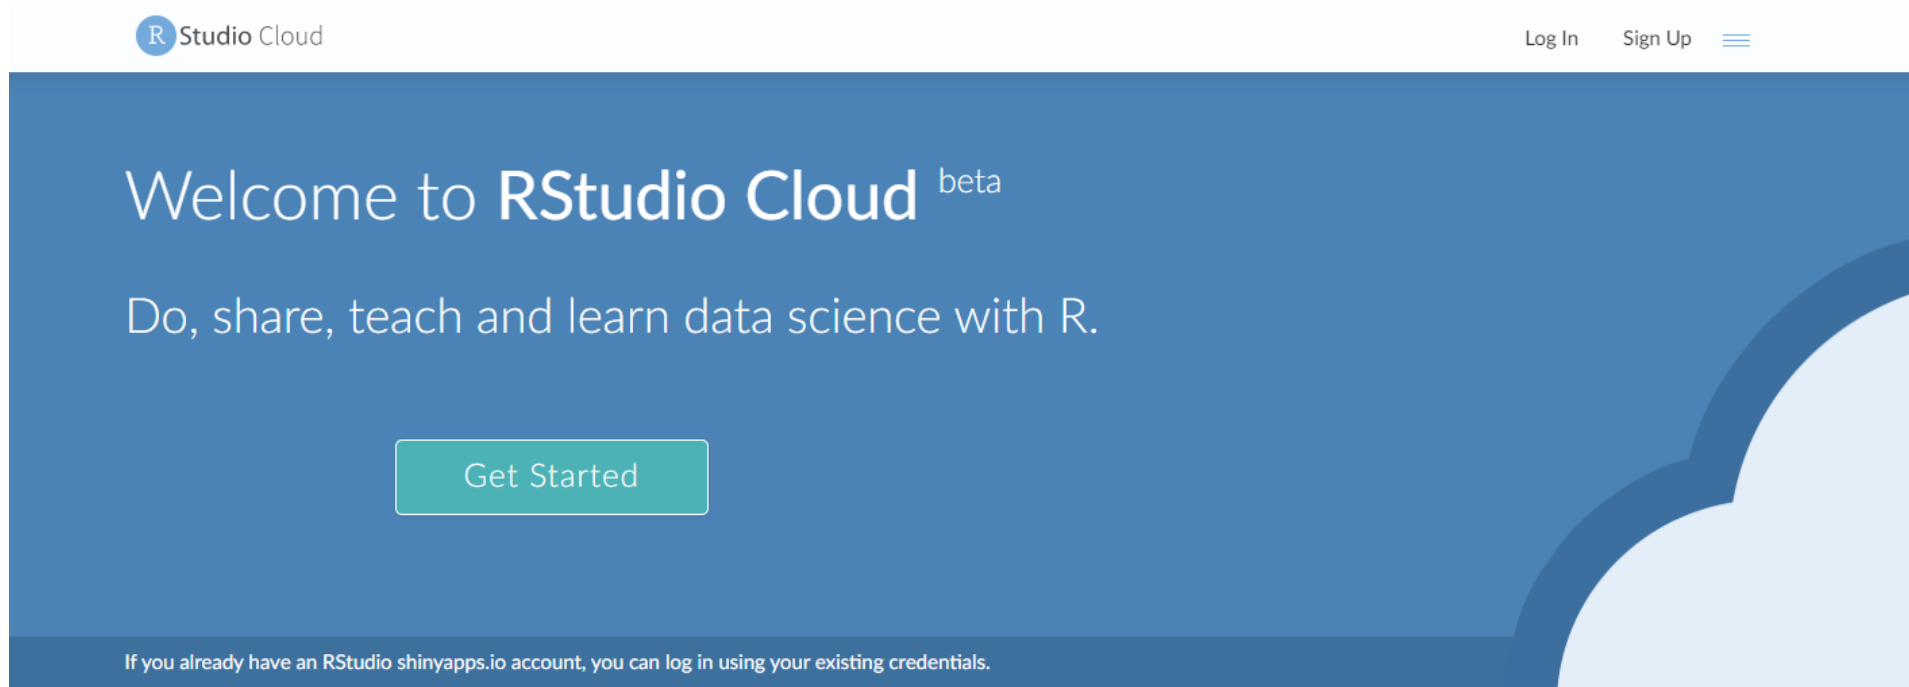 R Studio Cloud
Log In Sign Up
Welcome to RStudio Cloud beta
Do, share, teach and learn data science with R.
Get Started
If you already have an RStudio shinyapps.io account, you can log in using your existing credentials.